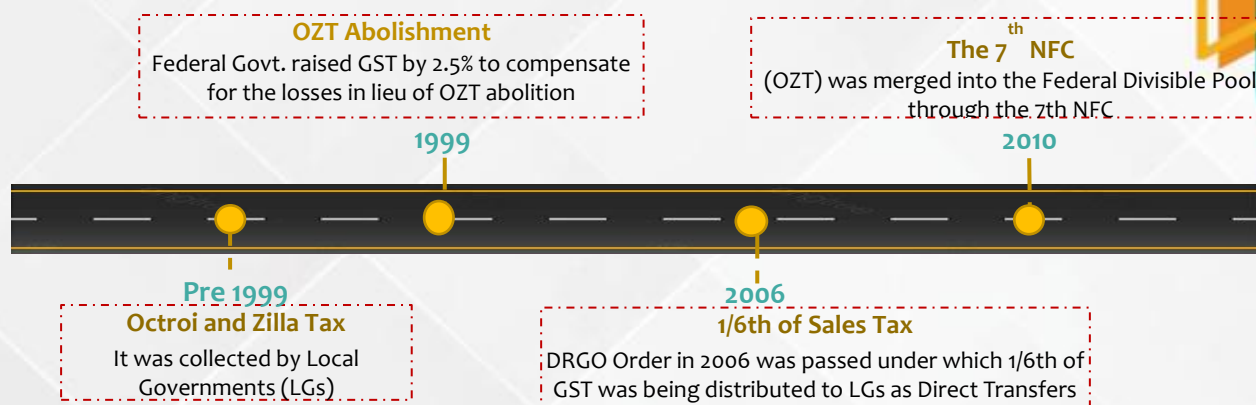 OZT Abolishment
Federal Govt. raised GST by 2.5% to compensate
for the losses in lieu of OZT abolition
1999
The 7th NFC
(OZT) was merged into the Federal Divisible Pool
through the 7th NFC
2010
Pre 1999
Octroi and Zilla Tax
It was collected by Local
Governments (LGs)
2006
1/6th of Sales Tax
DRGO Order in 2006 was passed under which 1/6th of
GST was being distributed to LGs as Direct Transfers